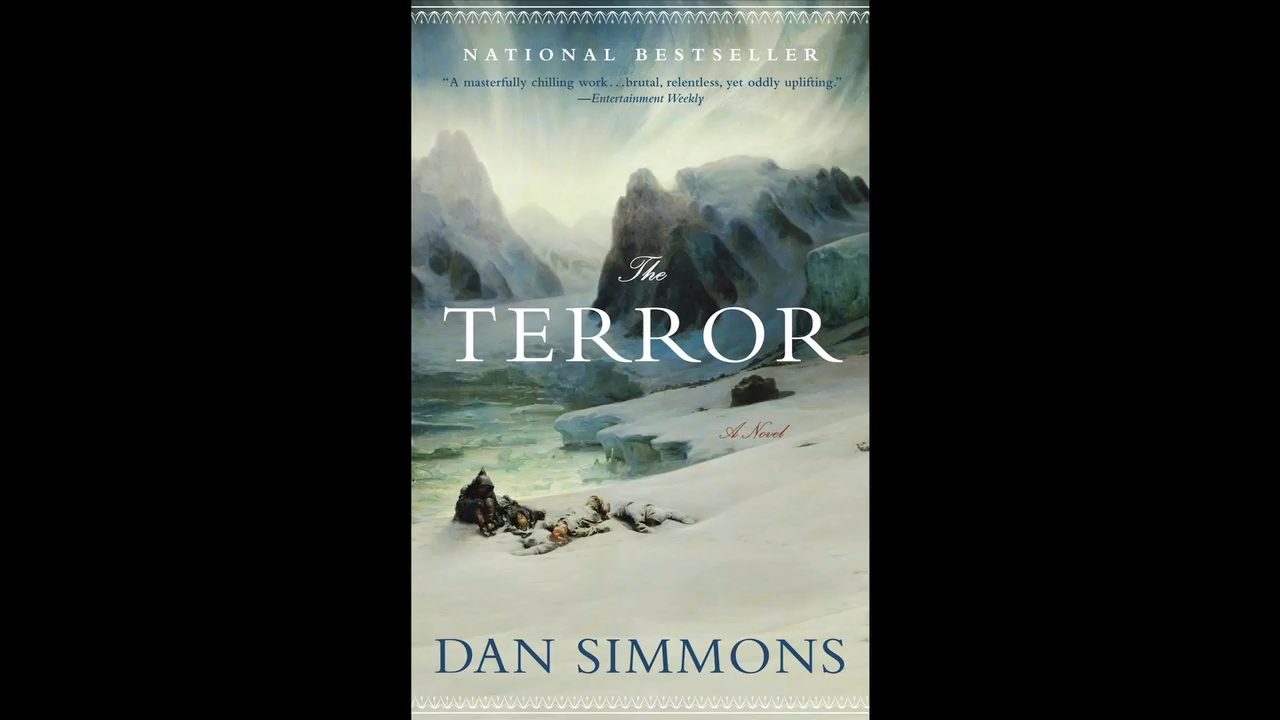 NATIONAL BESTSELLER
“A masterfully chilling work...brutal, relentless, yet oddly uplifting.”
—Entertainment Weekly
The
TERROR
A Novel
DAN SIMMONS